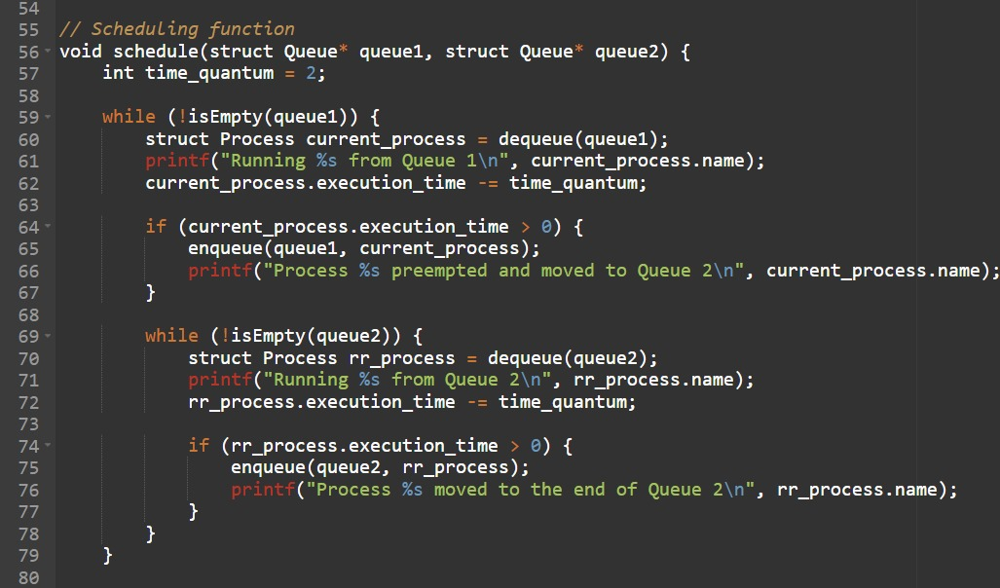 54
55 // Scheduling function
56 void schedule(struct Queue* queue1, struct Queue* queue2) {
57     int time_quantum = 2;
58
59     while (!isEmpty(queue1)) {
60         struct Process current_process = dequeue(queue1);
61         printf("Running %s from Queue 1\n", current_process.name);
62         current_process.execution_time -= time_quantum;
63
64         if (current_process.execution_time > 0) {
65             enqueue(queue1, current_process);
66             printf("Process %s preempted and moved to Queue 2\n", current_process.name);
67         }
68
69         while (!isEmpty(queue2)) {
70             struct Process rr_process = dequeue(queue2);
71             printf("Running %s from Queue 2\n", rr_process.name);
72             rr_process.execution_time -= time_quantum;
73
74             if (rr_process.execution_time > 0) {
75                 enqueue(queue2, rr_process);
76                 printf("Process %s moved to the end of Queue 2\n", rr_process.name);
77             }
78         }
79     }
80